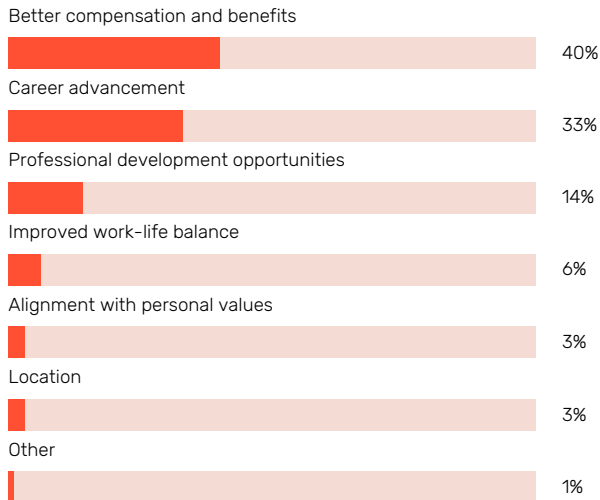 Better compensation and benefits
40%
Career advancement
33%
Professional development opportunities
14%
Improved work-life balance
6%
Alignment with personal values
3%
Location
3%
Other
1%